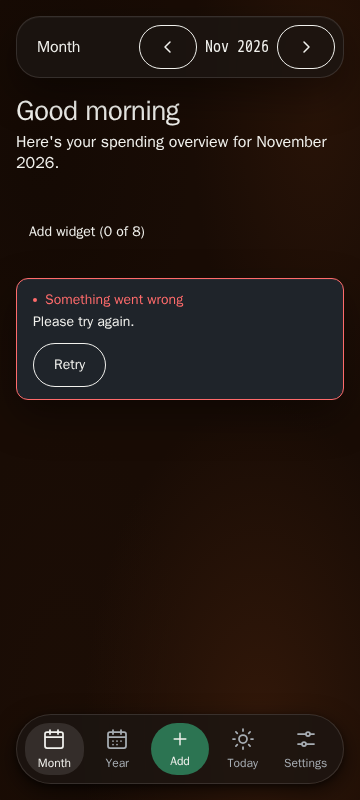 Month
Nov 2026
Good morning
Here's your spending overview for November
2026.
Add widget (0 of 8)
• Something went wrong
Please try again.
Retry
Month
Year
Add
Today
Settings